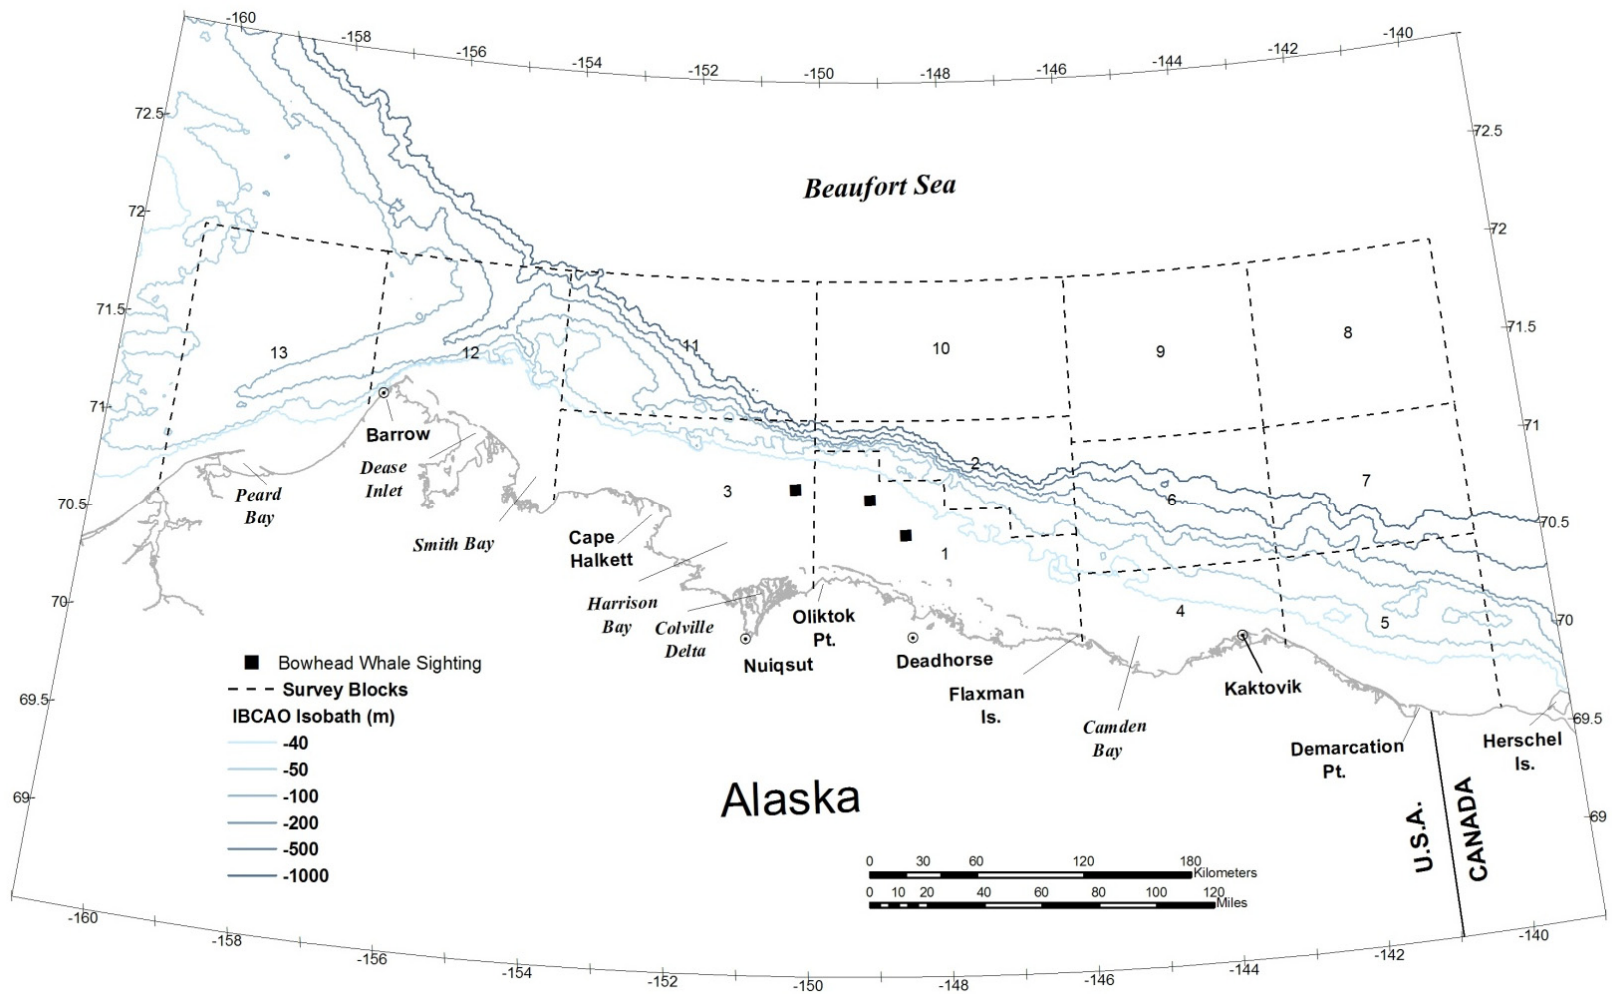 -160
-158
-156
-154
-152
-150
-148
-146
-144
-142
-140
72.5
72.5
Beaufort Sea
72
72
71.5
71.5
13
12
11
10
9
8
71
71
Barrow
Dease
Inlet
Peard
Bay
Smith Bay
3
2
7
6
70.5
70.5
Cape
Halkett
1
Harrison
Bay
Colville
Delta
Oliktok
Pt.
4
5
70
70
Nuiqsut
Deadhorse
Flaxman
Is.
Kaktovik
Camden
Bay
Demarcation
Pt.
Herschel
Is.
69.5
69.5
Bowhead Whale Sighting
Survey Blocks
IBCAO Isobath (m)
-40
-50
-100
-200
-500
-1000
69
69
Alaska
U.S.A.
CANADA
0 30 60 120 180
Kilometers
0 10 20 40 60 80 100 120
Miles
-160
-158
-156
-154
-152
-150
-148
-146
-144
-142
-140